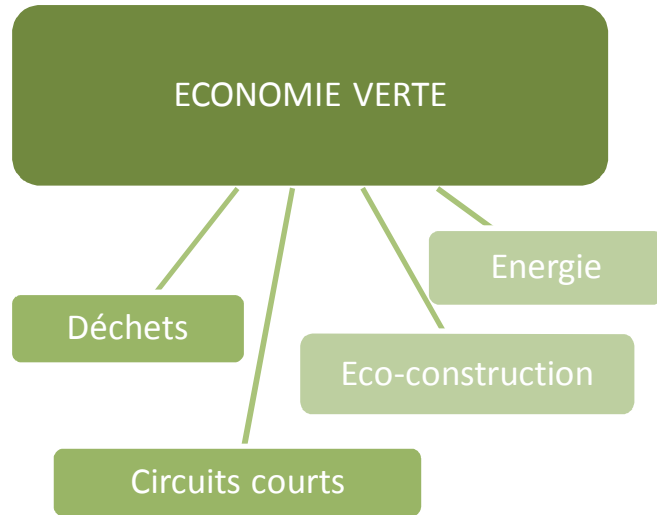 ECONOMIE VERTE
Energie
Déchets
Eco-construction
Circuits courts